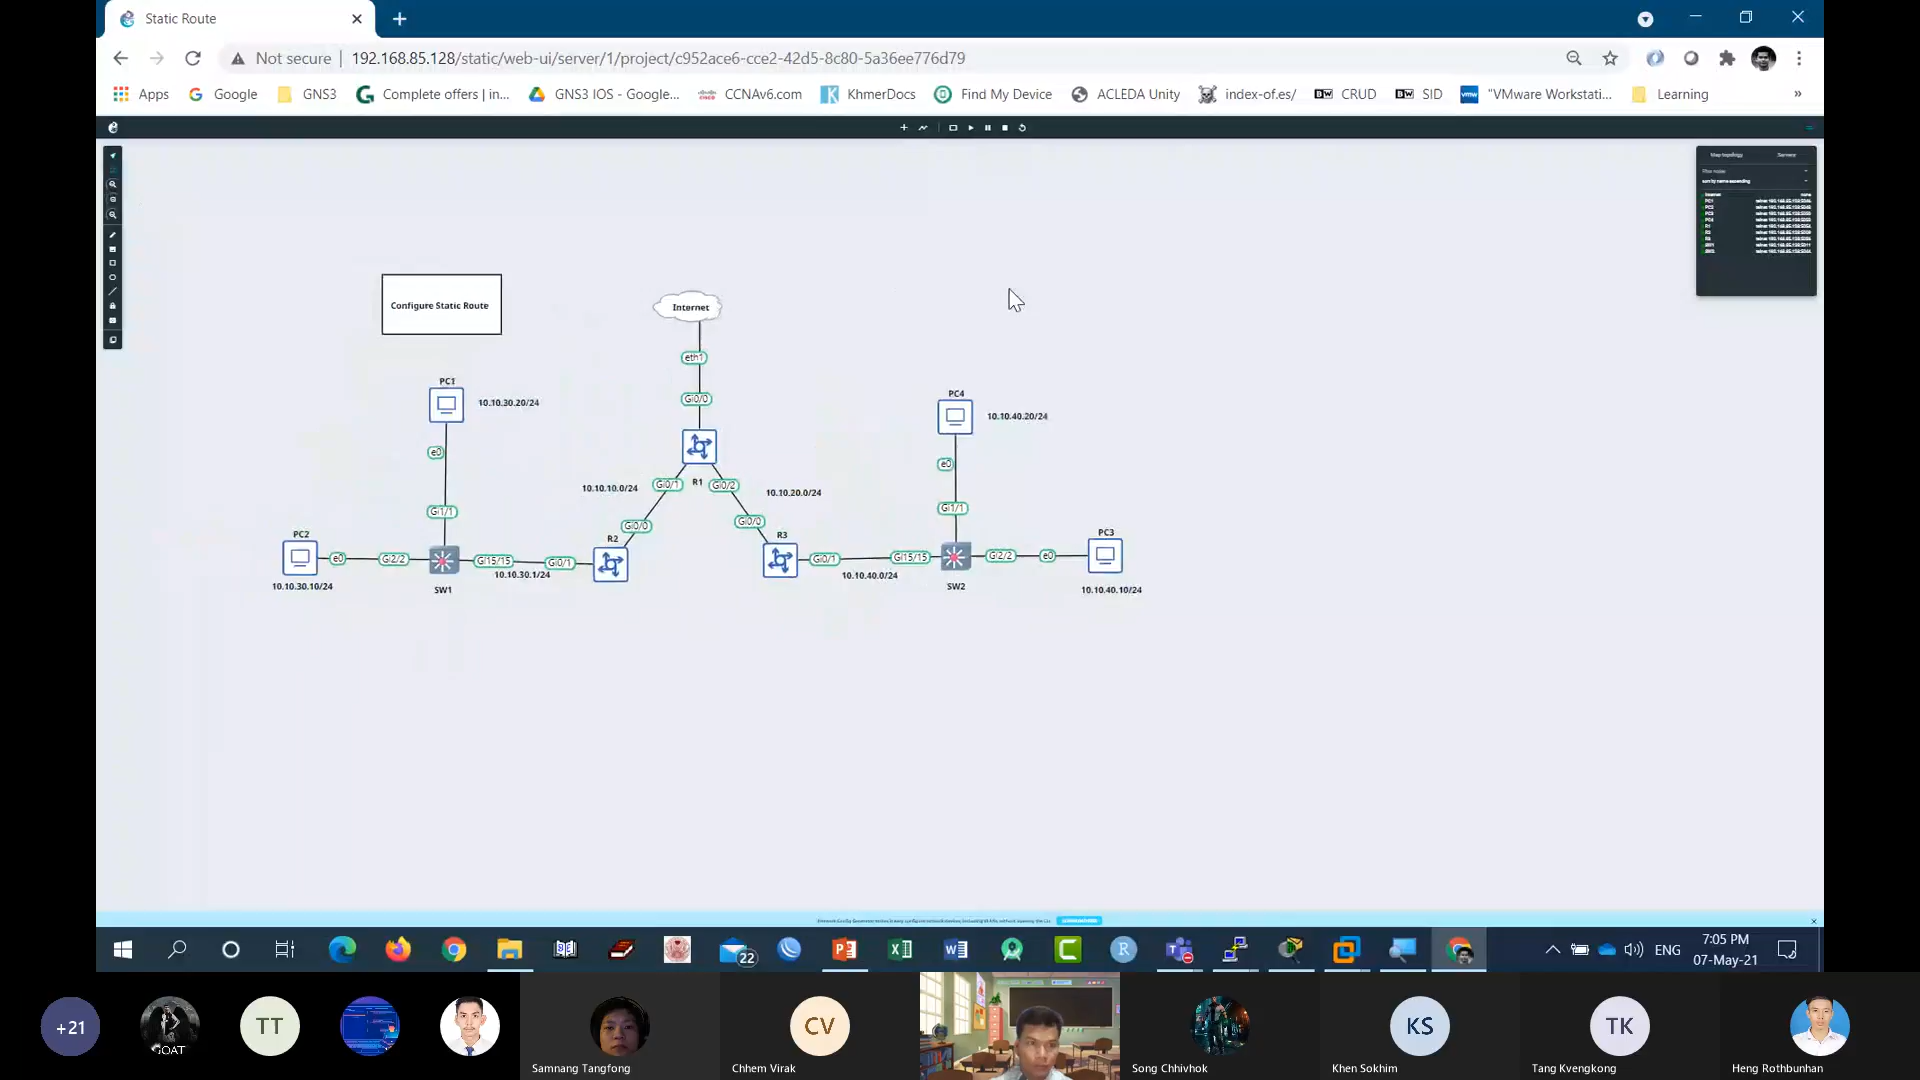 Static Route
Not secure
192.168.85.128/static/web-ui/server/1/project/c952ace6-cce2-42d5-8c80-5a36ee776d79
Apps
Google
GNS3
Complete offers | in...
GNS3 IOS - Google...
CCNAv6.com
KhmerDocs
Find My Device
ACLEDA Unity
index-of.es/
CRUD
SID
"VMware Workstati...
Learning
»
Map topology
Servers
Configure Static Route
Internet
eth1
Gi0/0
PC1
10.10.30.20/24
e0
Gi1/1
PC4
10.10.40.20/24
e0
Gi1/1
R1
Gi0/1
Gi0/2
10.10.10.0/24
10.10.20.0/24
Gi0/0
Gi0/0
PC2
e0
Gi2/2
10.10.30.10/24
SW1
Gi15/15
10.10.30.1/24
Gi0/1
R2
R3
Gi0/1
10.10.40.0/24
Gi15/15
SW2
Gi2/2
e0
PC3
10.10.40.10/24
22
ENG
7:05 PM
07-May-21
+21
GOAT
TT
Samnang Tangfong
CV
Chhem Virak
Song Chhivhok
KS
Khen Sokhim
TK
Tang Kvengkong
Heng Rothbunhan